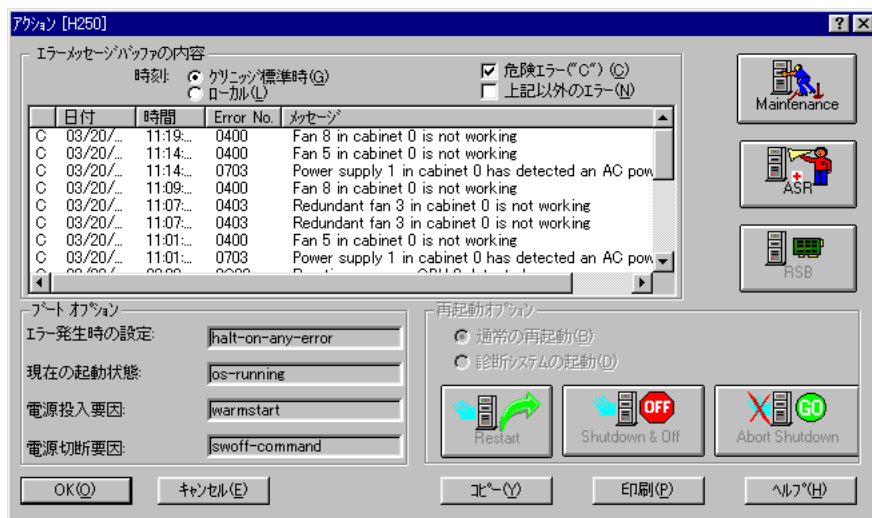 アクション [H250]
エラーメッセージバッファの内容
時刻: グリニッジ標準時(G)
ローカル(L)
危険エラー("C") (C)
上記以外のエラー(N)
日付 時間 Error No. メッセージ
C 03/20/... 11:19:... 0400 Fan 8 in cabinet 0 is not working
C 03/20/... 11:14:... 0400 Fan 5 in cabinet 0 is not working
C 03/20/... 11:14:... 0703 Power supply 1 in cabinet 0 has detected an AC pow
C 03/20/... 11:09:... 0400 Fan 8 in cabinet 0 is not working
C 03/20/... 11:07:... 0403 Redundant fan 3 in cabinet 0 is not working
C 03/20/... 11:07:... 0403 Redundant fan 3 in cabinet 0 is not working
C 03/20/... 11:01:... 0400 Fan 5 in cabinet 0 is not working
C 03/20/... 11:01:... 0703 Power supply 1 in cabinet 0 has detected an AC pow
Maintenance
ASR
RSB
ブート オプション
エラー発生時の設定: halt-on-any-error
現在の起動状態: os-running
電源投入要因: warmstart
電源切断要因: swoff-command
再起動オプション
通常の再起動(B)
診断システムの起動(D)
Restart
OFF
Shutdown & Off
GO
Abort Shutdown
OK(O) キャンセル(E) コピー(Y) 印刷(P) ヘルプ(H)